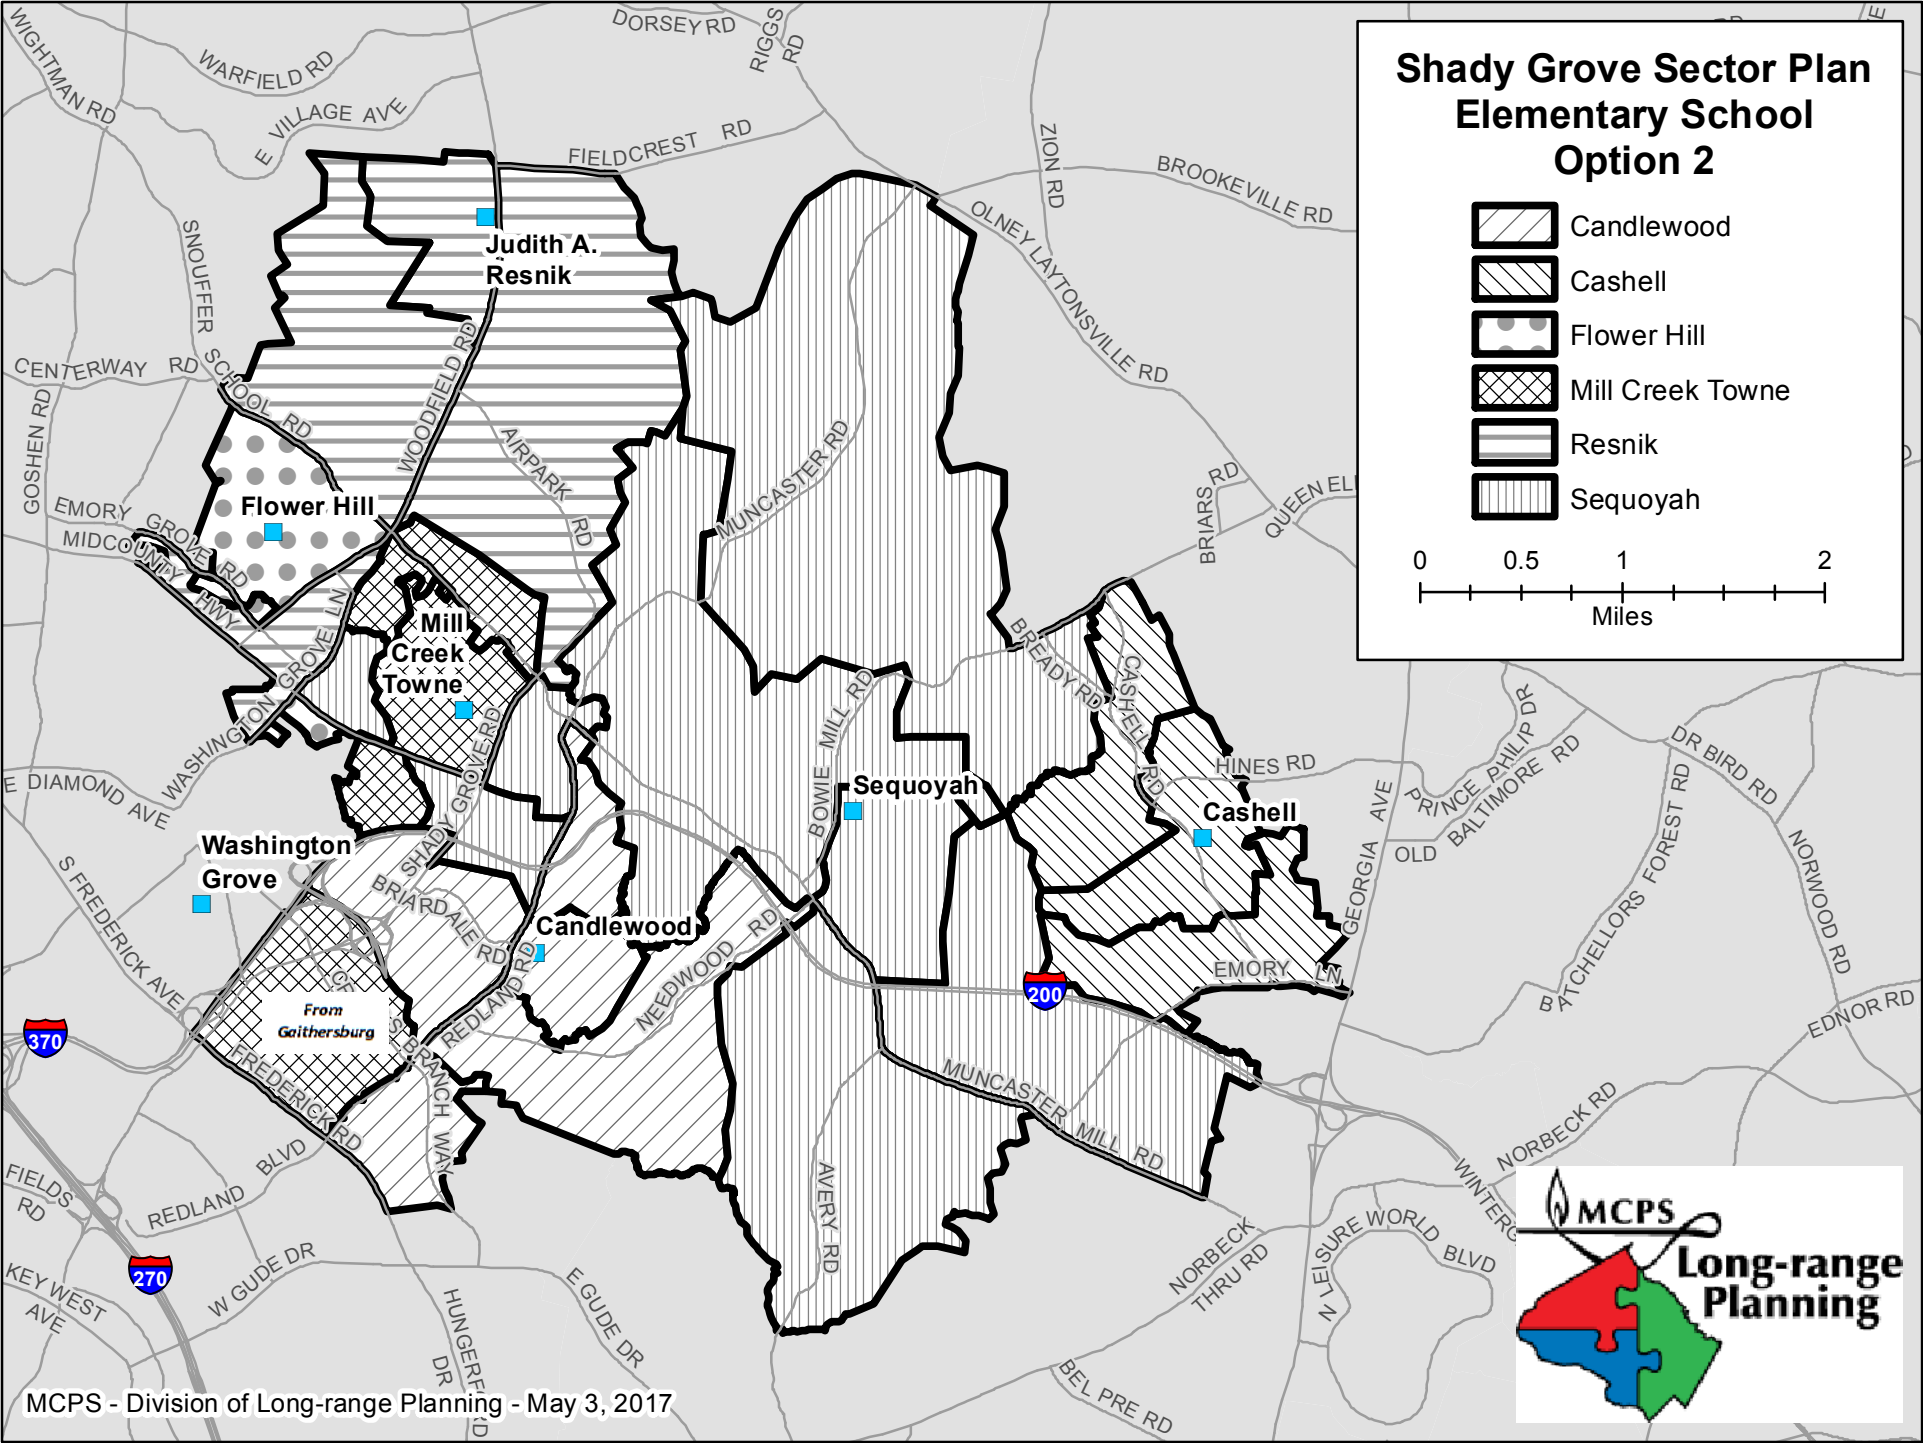 Shady Grove Sector Plan
Elementary School
Option 2
Candlewood
Cashell
Flower Hill
Mill Creek Towne
Resnik
Sequoyah
0 0.5 1 2
Miles
WIGHTMAN RD
WARFIELD RD
E VILLAGE AVE
DORSEY RD
RIGGS RD
FIELDCREST RD
ZION RD
BROOKEVILLE RD
OLNEY LAYTONSVILLE RD
SNOUFFER SCHOOL RD
Judith A.
Resnik
CENTERWAY RD
GOSHEN RD
WOODFIELD RD
AIRPARK RD
MUNCASTER RD
BRIARS RD
QUEEN ELI
Flower Hill
EMORY GROVE RD
MIDCOUNTY HWY
WASHINGTON GROVE LN
Mill
Creek
Towne
BREADY RD
CASHELL RD
SHADY GROVE RD
BOWIE MILL RD
Sequoyah
HINES RD
Cashell
PRINCE PHILIP DR
OLD BALTIMORE RD
DR BIRD RD
GEORGIA AVE
BATCHELLORS FOREST RD
NORWOOD RD
EDNOR RD
E DIAMOND AVE
Washington
Grove
S FREDERICK AVE
BRIARDALE RD
Candlewood
REDLAND RD
NEEDWOOD RD
EMORY LN
200
From
Gaithersburg
370
FREDERICK RD
BRANCH WAY
MUNCASTER MILL RD
AVERY RD
NORBECK RD
REDLAND BLVD
FIELDS RD
270
KEY WEST AVE
W GUDE DR
E GUDE DR
HUNGERFORD DR
NORBECK THRU RD
N LEISURE WORLD BLVD
BEL PRE RD
MCPS
Long-range
Planning
MCPS - Division of Long-range Planning - May 3, 2017